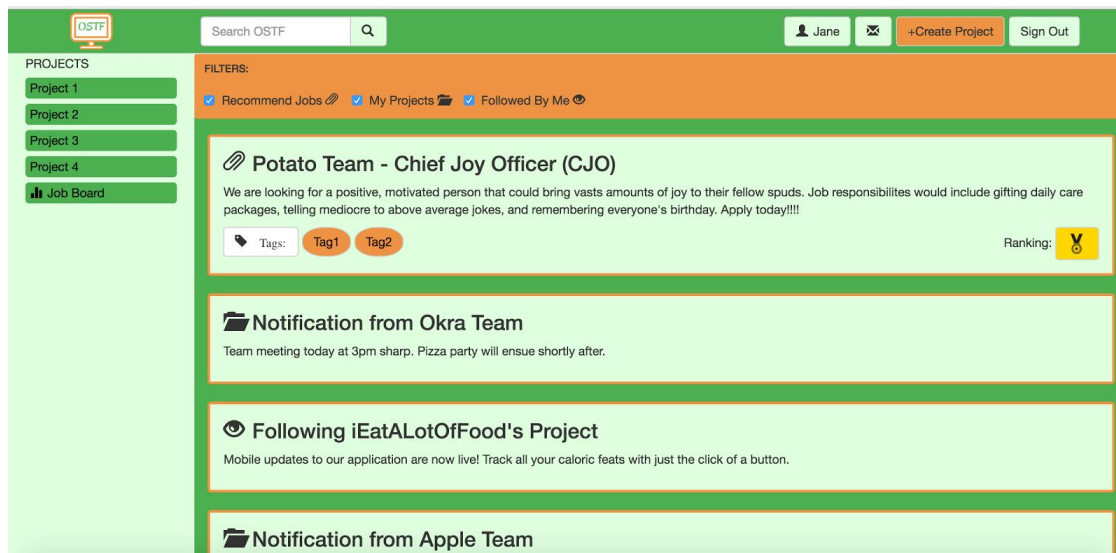 OSTF
Search OSTF
Jane
+Create Project
Sign Out
PROJECTS
Project 1
Project 2
Project 3
Project 4
Job Board
FILTERS:
Recommend Jobs
My Projects
Followed By Me
Potato Team - Chief Joy Officer (CJO)
We are looking for a positive, motivated person that could bring vasts amounts of joy to their fellow spuds. Job responsibilites would include gifting daily care
packages, telling mediocre to above average jokes, and remembering everyone's birthday. Apply today!!!!
Tags: Tag1 Tag2
Ranking:
Notification from Okra Team
Team meeting today at 3pm sharp. Pizza party will ensue shortly after.
Following iEatALotOfFood's Project
Mobile updates to our application are now live! Track all your caloric feats with just the click of a button.
Notification from Apple Team